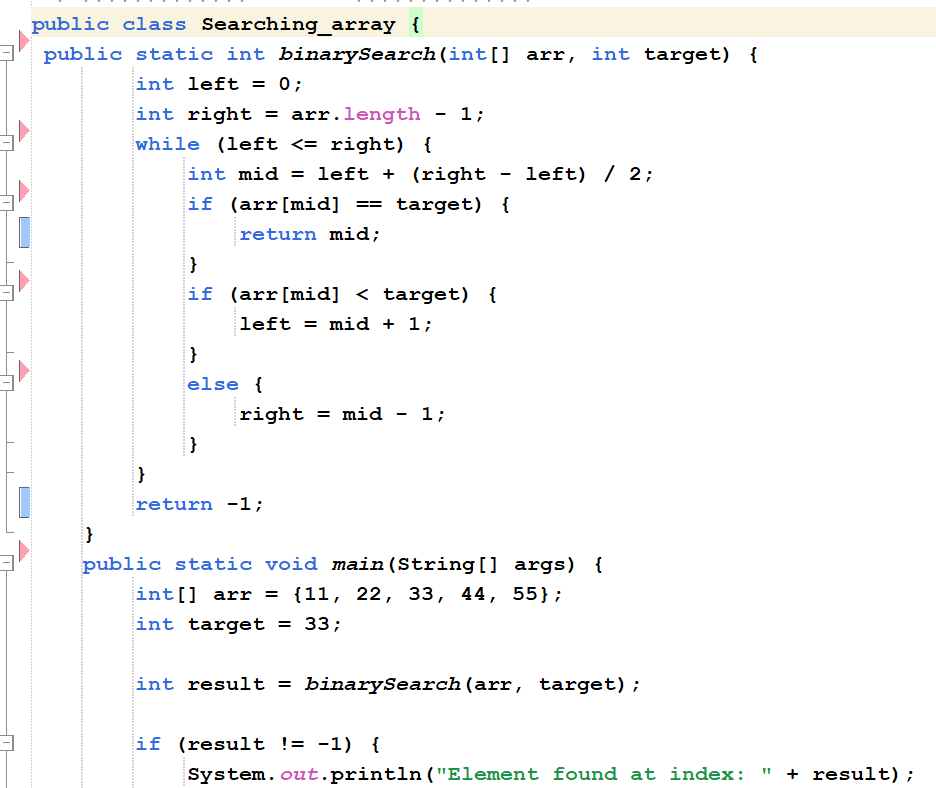 public class Searching_array {
public static int binarySearch(int[] arr, int target) {
int left = 0;
int right = arr.length - 1;
while (left <= right) {
int mid = left + (right - left) / 2;
if (arr[mid] == target) {
return mid;
}
if (arr[mid] < target) {
left = mid + 1;
}
else {
right = mid - 1;
}
}
return -1;
}
public static void main(String[] args) {
int[] arr = {11, 22, 33, 44, 55};
int target = 33;
int result = binarySearch(arr, target);
if (result != -1) {
System.out.println("Element found at index: " + result);